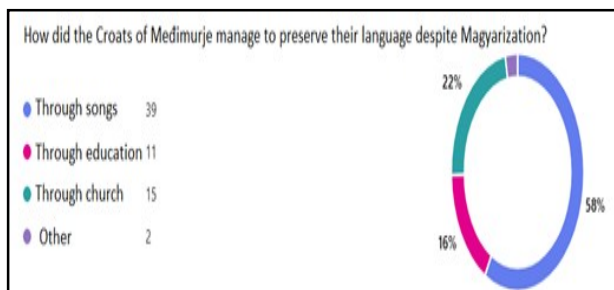 How did the Croats of Međimurje manage to preserve their language despite Magyarization?
Through songs 39
Through education 11
Through church 15
Other 2
22%
58%
16%